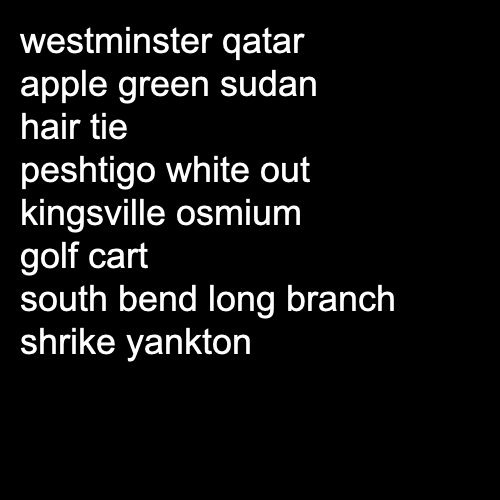 westminster qatar
apple green sudan
hair tie
peshtigo white out
kingsville osmium
golf cart
south bend long branch
shrike yankton